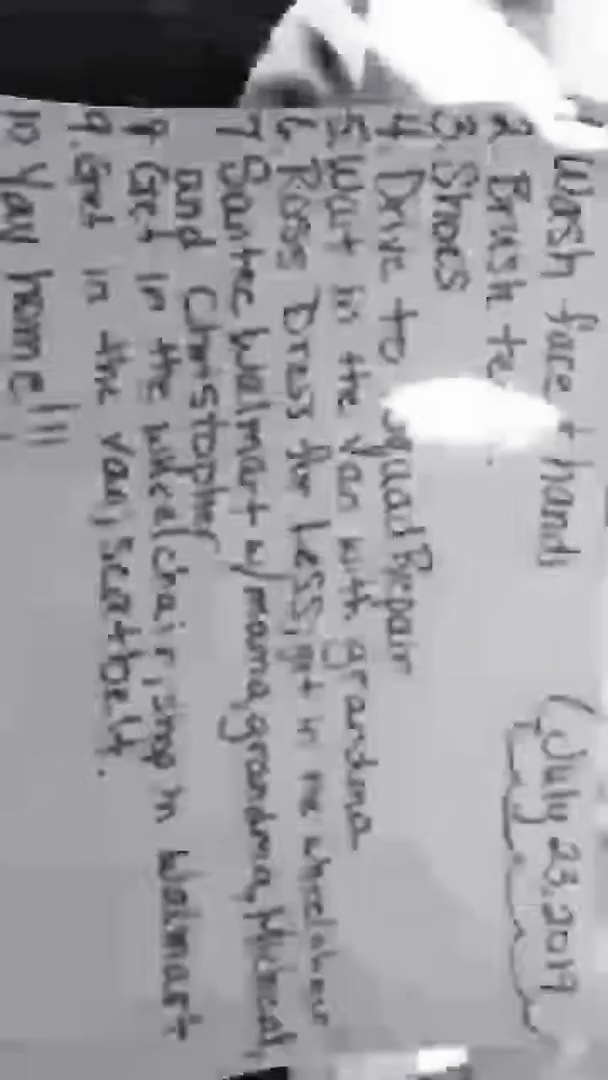 1 Wash face + hands (July 23, 2019
2. Brush
3. Shoes
4. Drive to Repair
5. Wait in the van with grandma
6. Ross Dress for Less, get in the wheelchair
7 Santee Walmart w/mama, grandma, Michael,
and Christopher
8 Get in the wheelchair, shop in Walmart
9. Get in the van, seatbelt.
10 Yay home!!!